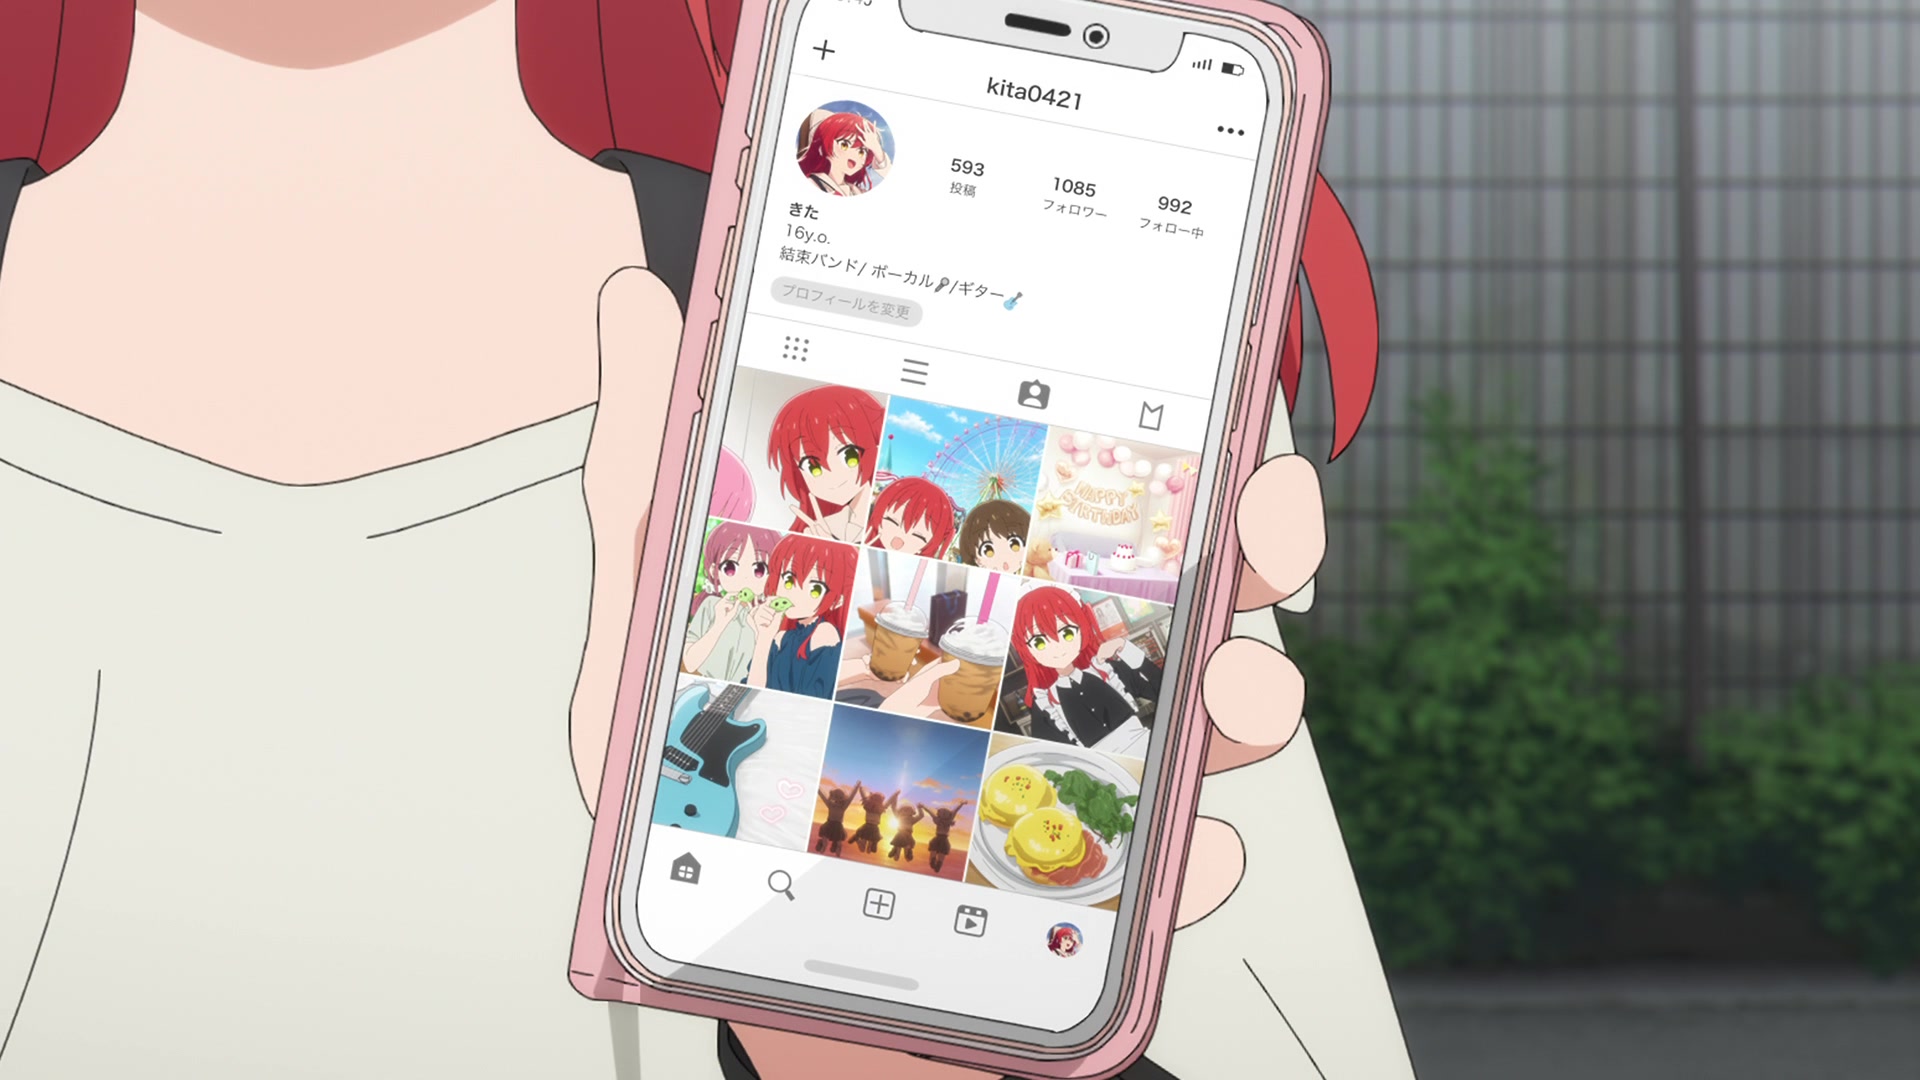 kita0421
593
投稿
1085
フォロワー
992
フォロー中
きた
16y.o.
結束バンド/ ボーカル🎤/ギター🎸
プロフィールを変更
HAPPY
BIRTHDAY